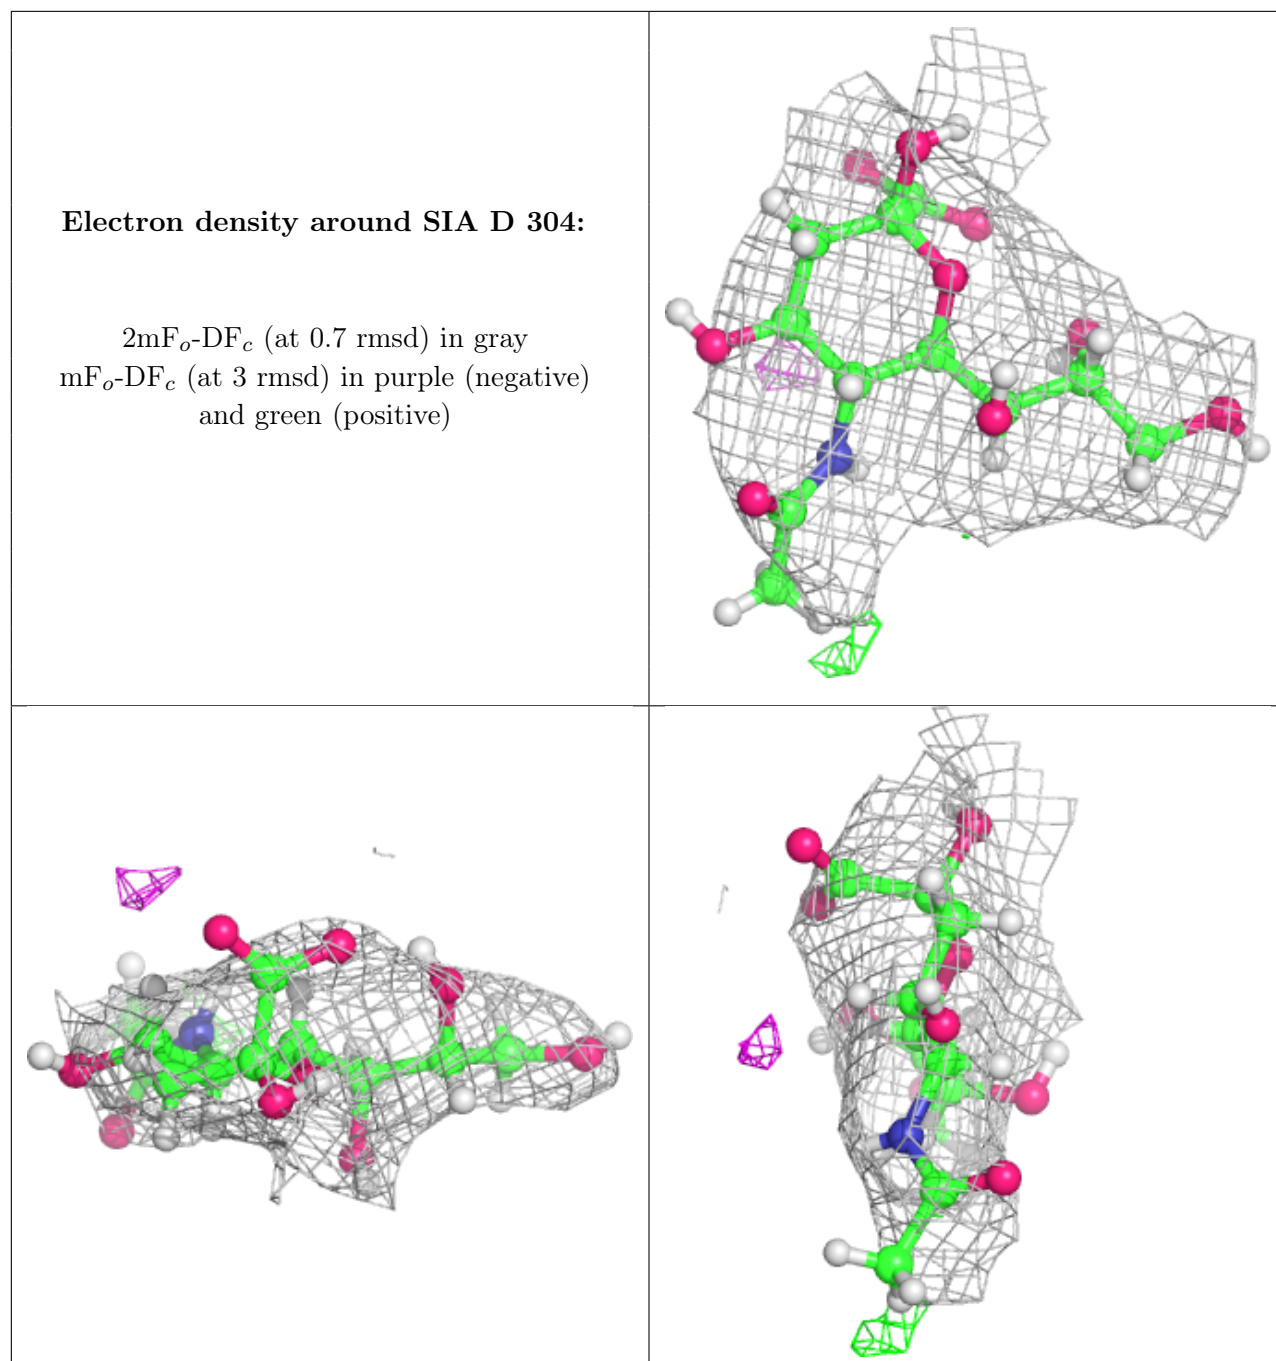 Electron density around SIA D 304:
2mFₒ-DF𝒸 (at 0.7 rmsd) in gray
mFₒ-DF𝒸 (at 3 rmsd) in purple (negative)
and green (positive)